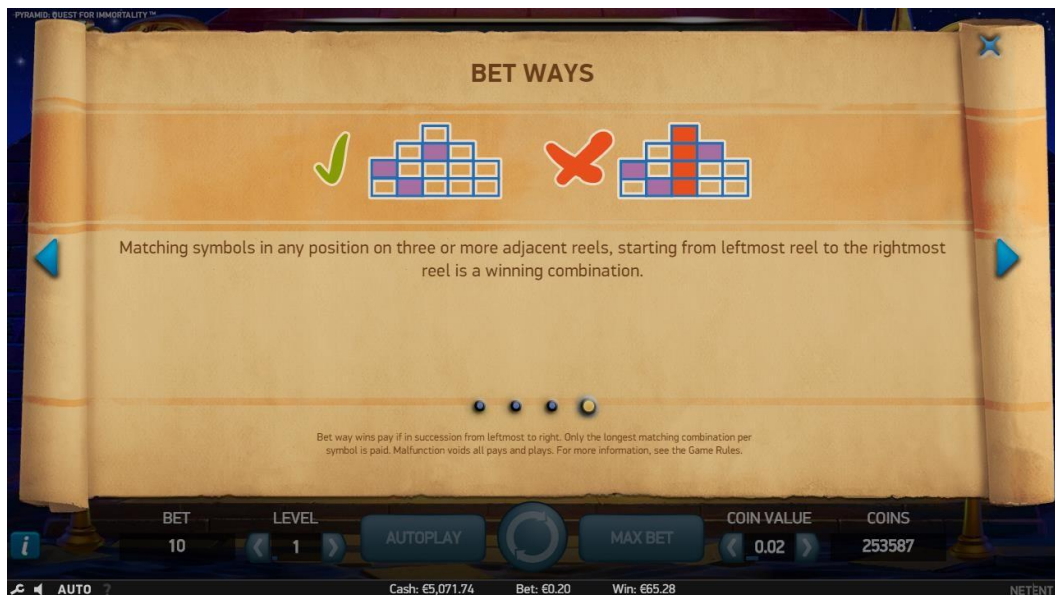 PYRAMID: QUEST FOR IMMORTALITY™
BET WAYS
Matching symbols in any position on three or more adjacent reels, starting from leftmost reel to the rightmost
reel is a winning combination.
Bet way wins pay if in succession from leftmost to right. Only the longest matching combination per
symbol is paid. Malfunction voids all pays and plays. For more information, see the Game Rules.
BET LEVEL COIN VALUE COINS
10 1 AUTOPLAY MAX BET 0.02 253587
i
AUTO ? Cash: €5,071.74 Bet: €0.20 Win: €65.28 NETENT